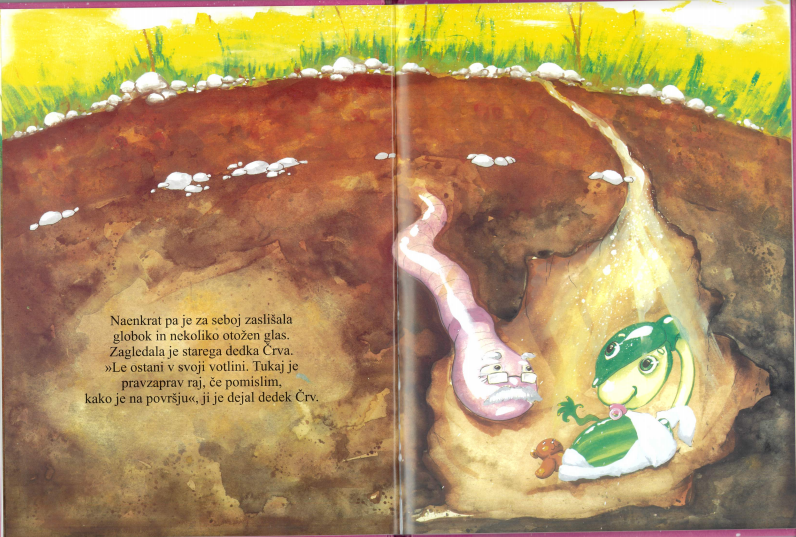 Naenkrat pa je za seboj zaslišala
globok in nekoliko otožen glas.
Zagledala je starega dedka Črva.
»Le ostani v svoji votlini. Tukaj je
pravzaprav raj, če pomislim,
kako je na površju«, ji je dejal dedek Črv.